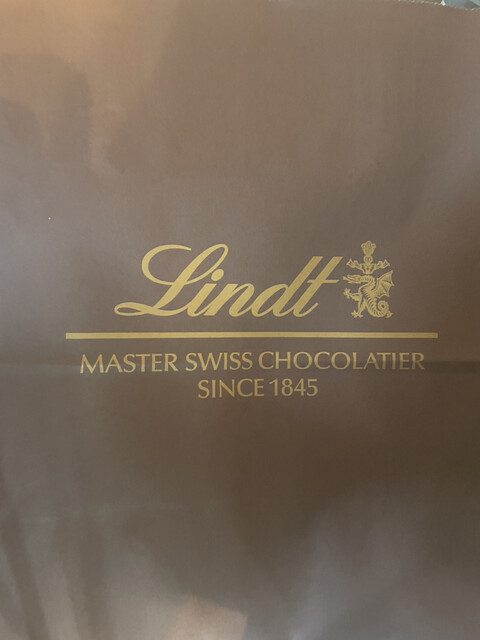 Lindt
MASTER SWISS CHOCOLATIER
SINCE 1845